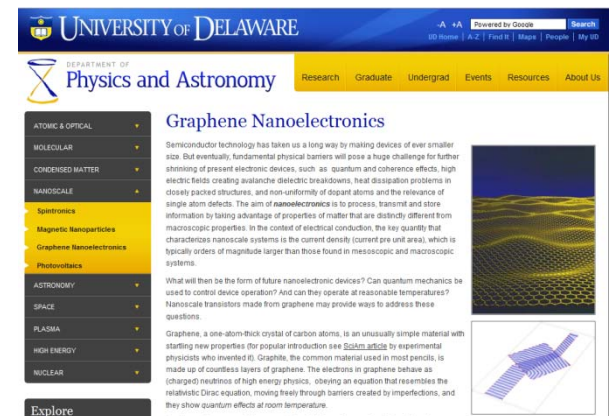 UNIVERSITY OF DELAWARE
-A +A Powered by Google Search
UD Home | A-Z | Find It | Maps | People | My UD
DEPARTMENT OF
Physics and Astronomy
Research Graduate Undergrad Events Resources About Us
ATOMIC & OPTICAL
MOLECULAR
CONDENSED MATTER
NANOSCALE
Spintronics
Magnetic Nanoparticles
Graphene Nanoelectronics
Photovoltaics
ASTRONOMY
SPACE
PLASMA
HIGH ENERGY
NUCLEAR
Explore
Graphene Nanoelectronics
Semiconductor technology has taken us a long way by making devices of ever smaller
size. But eventually, fundamental physical barriers will pose a huge challenge for further
shrinking of present electronic devices, such as quantum and coherence effects, high
electric fields creating avalanche dielectric breakdowns, heat dissipation problems in
closely packed structures, and non-uniformity of dopant atoms and the relevance of
single atom defects. The aim of nanoelectronics is to process, transmit and store
information by taking advantage of properties of matter that are distinctly different from
macroscopic properties. In the context of electrical conduction, the key quantity that
characterizes nanoscale systems is the current density (current pre unit area), which is
typically orders of magnitude larger than those found in mesoscopic and macroscopic
systems.
What will then be the form of future nanoelectronic devices? Can quantum mechanics be
used to control device operation? And can they operate at reasonable temperatures?
Nanoscale transistors made from graphene may provide ways to address these
questions.
Graphene, a one-atom-thick crystal of carbon atoms, is an unusually simple material with
startling new properties (for popular introduction see SciAm article by experimental
physicists who invented it). Graphite, the common material used in most pencils, is
made up of countless layers of graphene. The electrons in graphene behave as
(charged) neutrinos of high energy physics, obeying an equation that resembles the
relativistic Dirac equation, moving freely through barriers created by imperfections, and
they show quantum effects at room temperature.